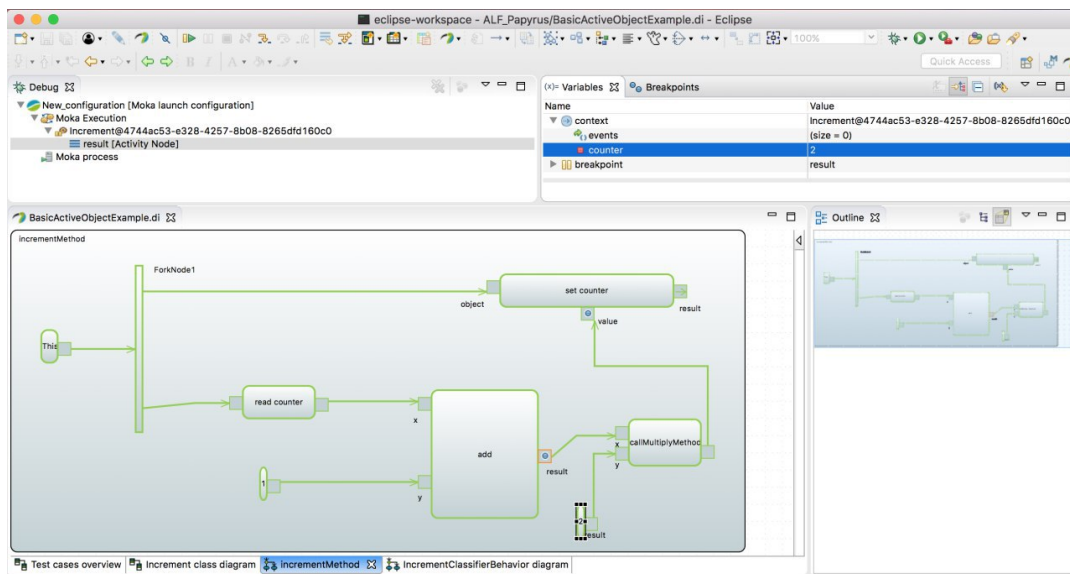 eclipse-workspace - ALF_Papyrus/BasicActiveObjectExample.di - Eclipse
100%
B I A
Quick Access
Debug
New_configuration [Moka launch configuration]
Moka Execution
Increment@4744ac53-e328-4257-8b08-8265dfd160c0
result [Activity Node]
Moka process
(x)= Variables Breakpoints
Name Value
context Increment@4744ac53-e328-4257-8b08-8265dfd160c0
events (size = 0)
counter 2
breakpoint result
BasicActiveObjectExample.di
Outline
incrementMethod
ForkNode1
set counter
object
result
value
This
read counter
x
callMultiplyMethod
x
add
y
result
1
y
2
result
Test cases overview Increment class diagram incrementMethod IncrementClassifierBehavior diagram